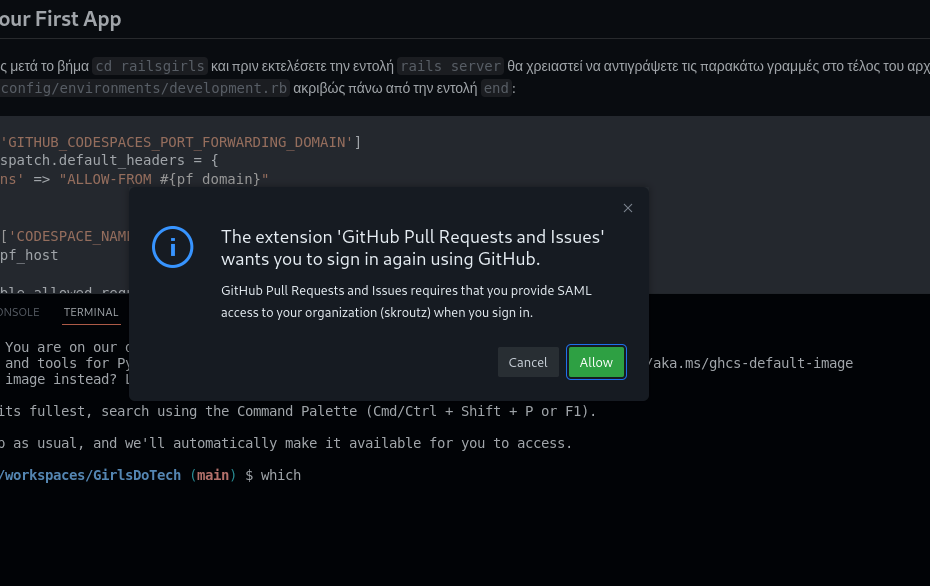 our First App
ς μετά το βήμα cd railsgirls και πριν εκτελέσετε την εντολή rails server θα χρειαστεί να αντιγράψετε τις παρακάτω γραμμές στο τέλος του αρχ
config/environments/development.rb ακριβώς πάνω από την εντολή end:
'GITHUB_CODESPACES_PORT_FORWARDING_DOMAIN']
spatch.default_headers = {
ns' => "ALLOW-FROM #{pf_domain}"
['CODESPACE_NAME
pf_host
The extension 'GitHub Pull Requests and Issues'
wants you to sign in again using GitHub.
GitHub Pull Requests and Issues requires that you provide SAML
access to your organization (skroutz) when you sign in.
Cancel Allow
ONSOLE TERMINAL
You are on our
and tools for Py /aka.ms/ghcs-default-image
image instead?
its fullest, search using the Command Palette (Cmd/Ctrl + Shift + P or F1).
as usual, and we'll automatically make it available for you to access.
/workspaces/GirlsDoTech (main) $ which